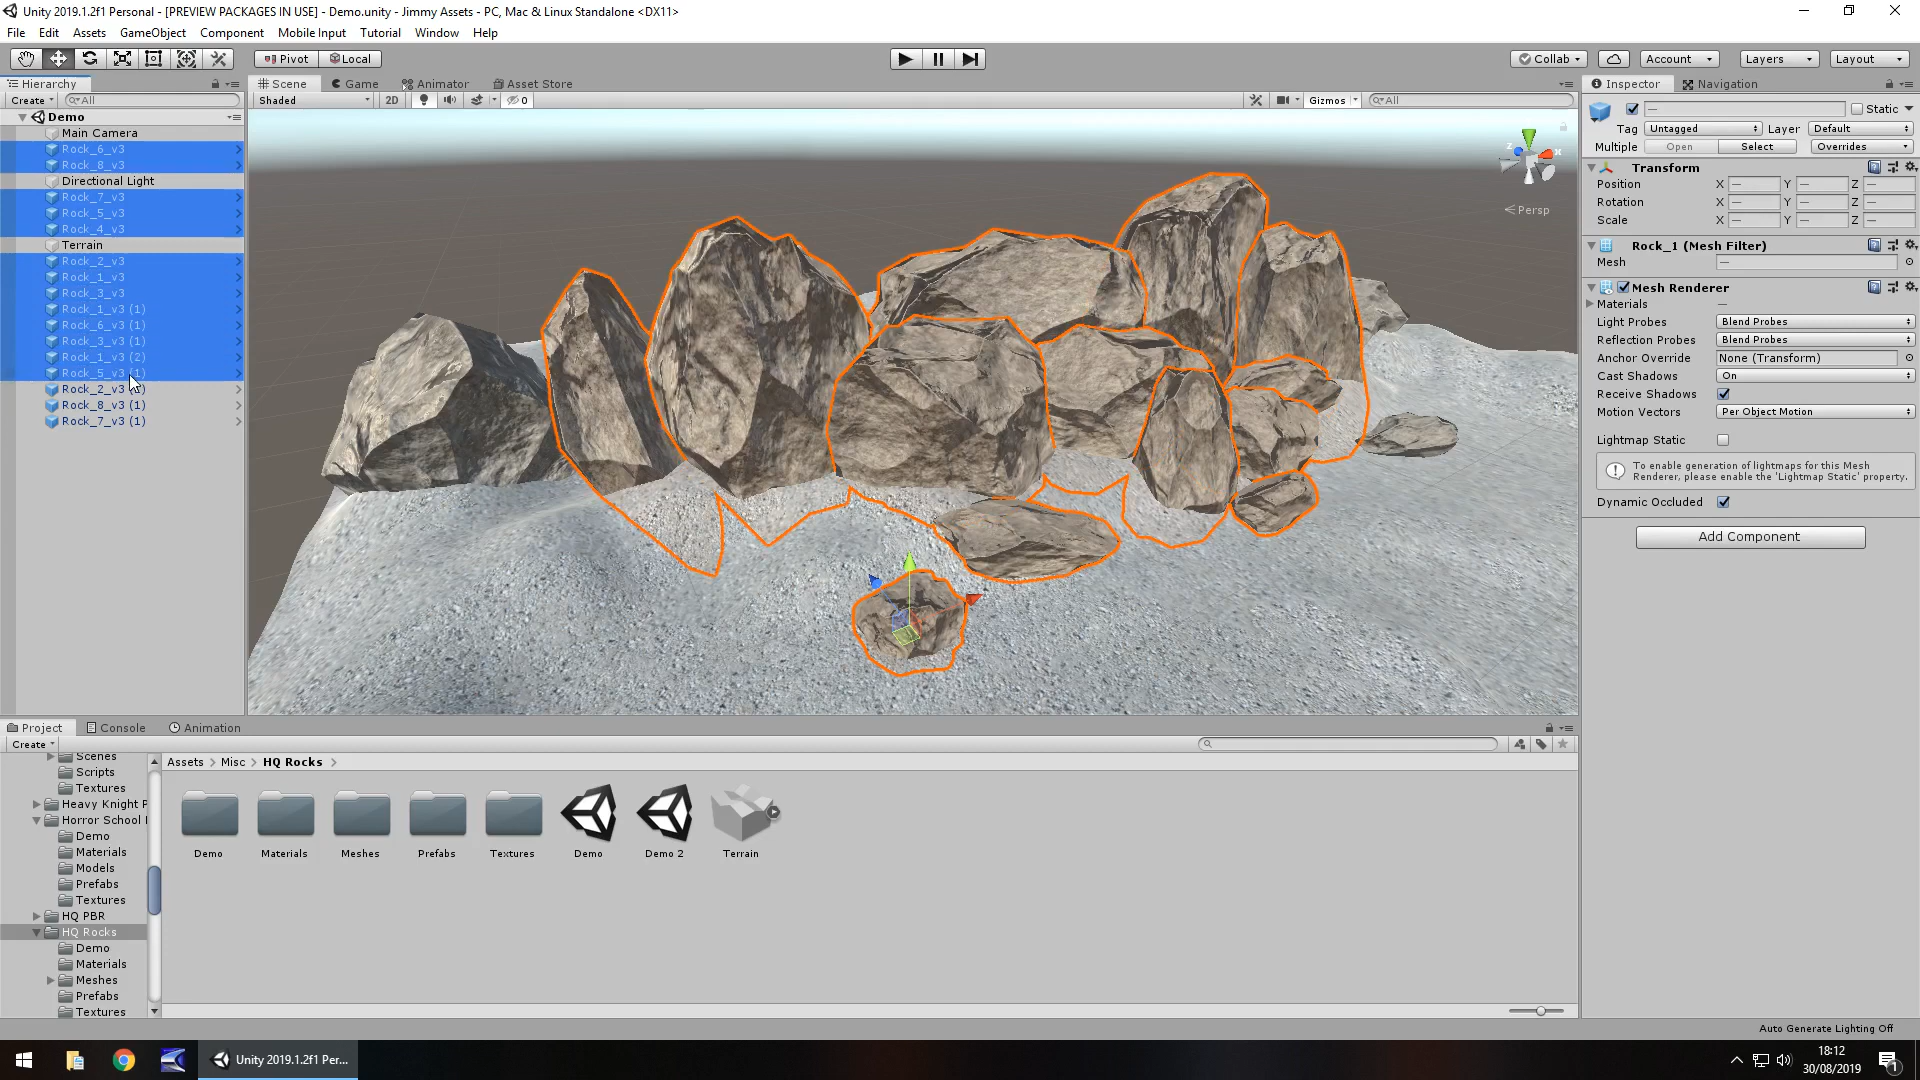 Unity 2019.1.2f1 Personal - [PREVIEW PACKAGES IN USE] - Demo.unity - Jimmy Assets - PC, Mac & Linux Standalone <DX11>
File Edit Assets GameObject Component Mobile Input Tutorial Window Help
Pivot Local Collab Account Layers Layout
Hierarchy Scene Game Animator Asset Store Inspector Navigation
Create All Shaded 2D 0 Gizmos All
Demo
Main Camera
Rock_6_v3
Rock_8_v3
Directional Light
Rock_7_v3
Rock_5_v3
Rock_4_v3
Terrain
Rock_2_v3
Rock_1_v3
Rock_3_v3
Rock_1_v3 (1)
Rock_6_v3 (1)
Rock_3_v3 (1)
Rock_1_v3 (2)
Rock_5_v3 (1)
Rock_2_v3
Rock_8_v3 (1)
Rock_7_v3 (1)
z x
Persp
— Static
Tag Untagged Layer Default
Multiple Open Select Overrides
Transform
Position X — Y — Z —
Rotation X — Y — Z —
Scale X — Y — Z —
Rock_1 (Mesh Filter)
Mesh —
Mesh Renderer
Materials —
Light Probes Blend Probes
Reflection Probes Blend Probes
Anchor Override None (Transform)
Cast Shadows On
Receive Shadows
Motion Vectors Per Object Motion
Lightmap Static
To enable generation of lightmaps for this Mesh
Renderer, please enable the 'Lightmap Static' property.
Dynamic Occluded
Add Component
Project Console Animation
Create
Scenes
Scripts
Textures
Heavy Knight P
Horror School
Demo
Materials
Models
Prefabs
Textures
HQ PBR
HQ Rocks
Demo
Materials
Meshes
Prefabs
Textures
Assets > Misc > HQ Rocks >
Demo Materials Meshes Prefabs Textures Demo Demo 2 Terrain
Auto Generate Lighting Off
Unity 2019.1.2f1 Per...
18:12
30/08/2019
1